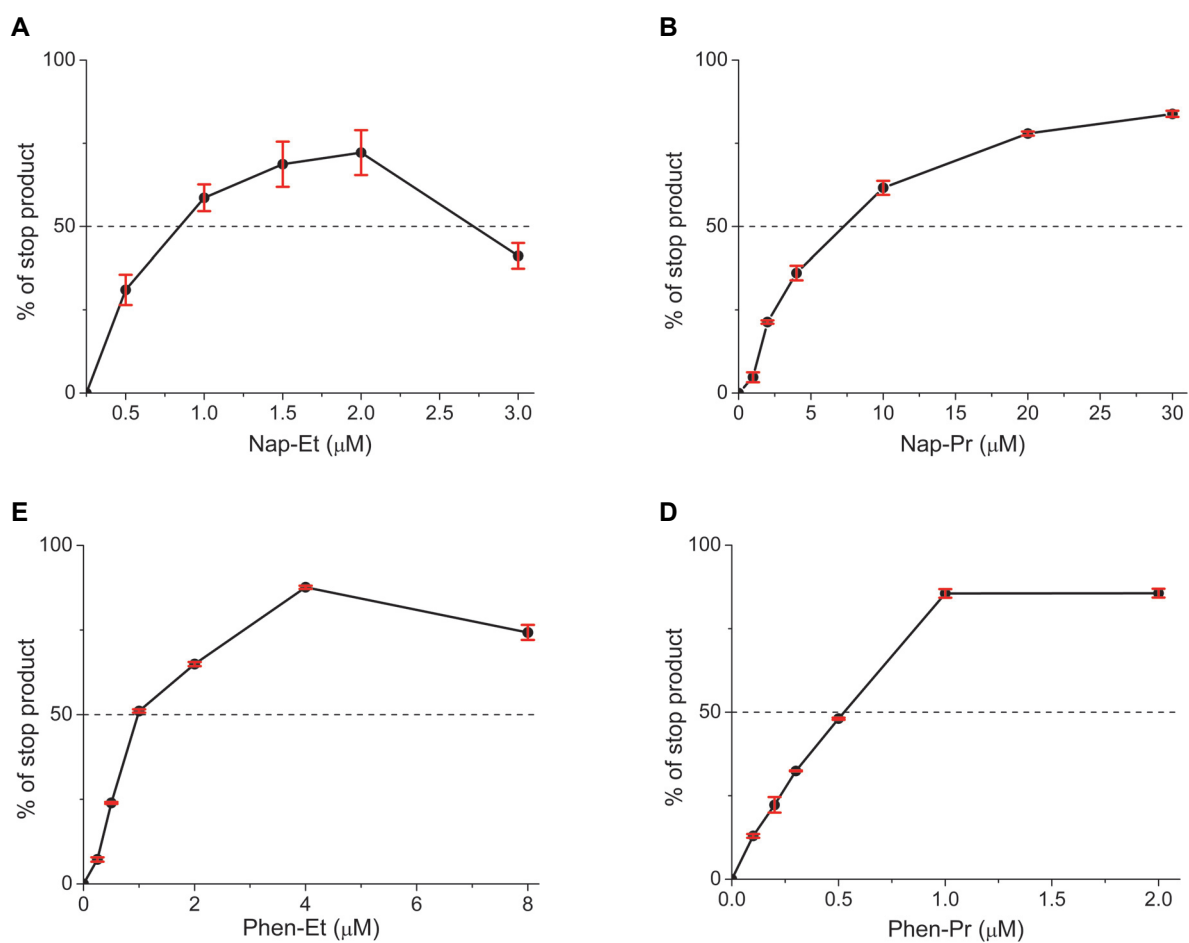 A
100
50
0
% of stop product
0.5 1.0 1.5 2.0 2.5 3.0
Nap-Et (μM)
B
100
50
0
% of stop product
0 5 10 15 20 25 30
Nap-Pr (μM)
E
100
50
0
% of stop product
0 2 4 6 8
Phen-Et (μM)
D
100
50
0
% of stop product
0.0 0.5 1.0 1.5 2.0
Phen-Pr (μM)